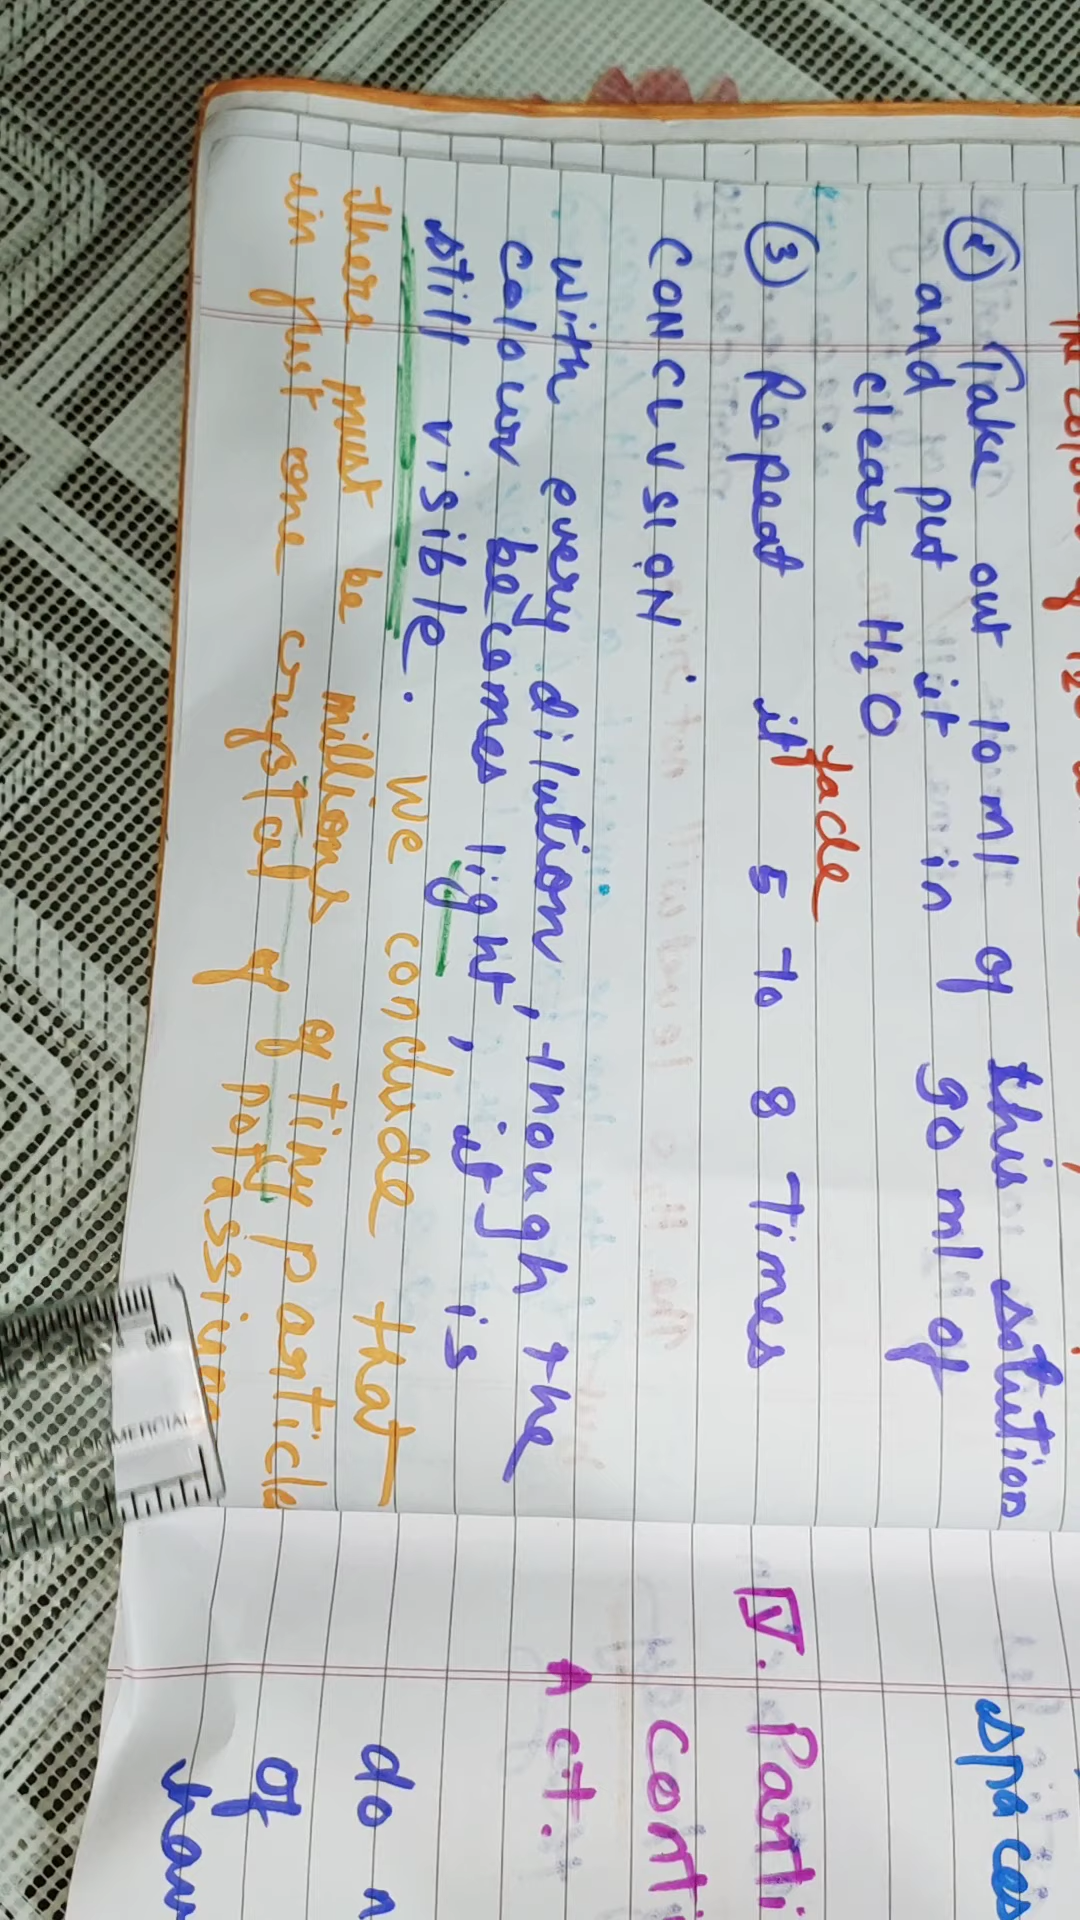 ② Take out 10 ml of this solution
and put it in 90 ml of
clear H₂O
fade
③ Repeat it 5 to 8 Times
CONCLUSION
with every dilution, though the
colour becomes light, it is
still visible. We conclude that
there must be millions of tiny particle
in just one crystal of potassium
spaces
IV. Parti
conti
Act.
do n
of